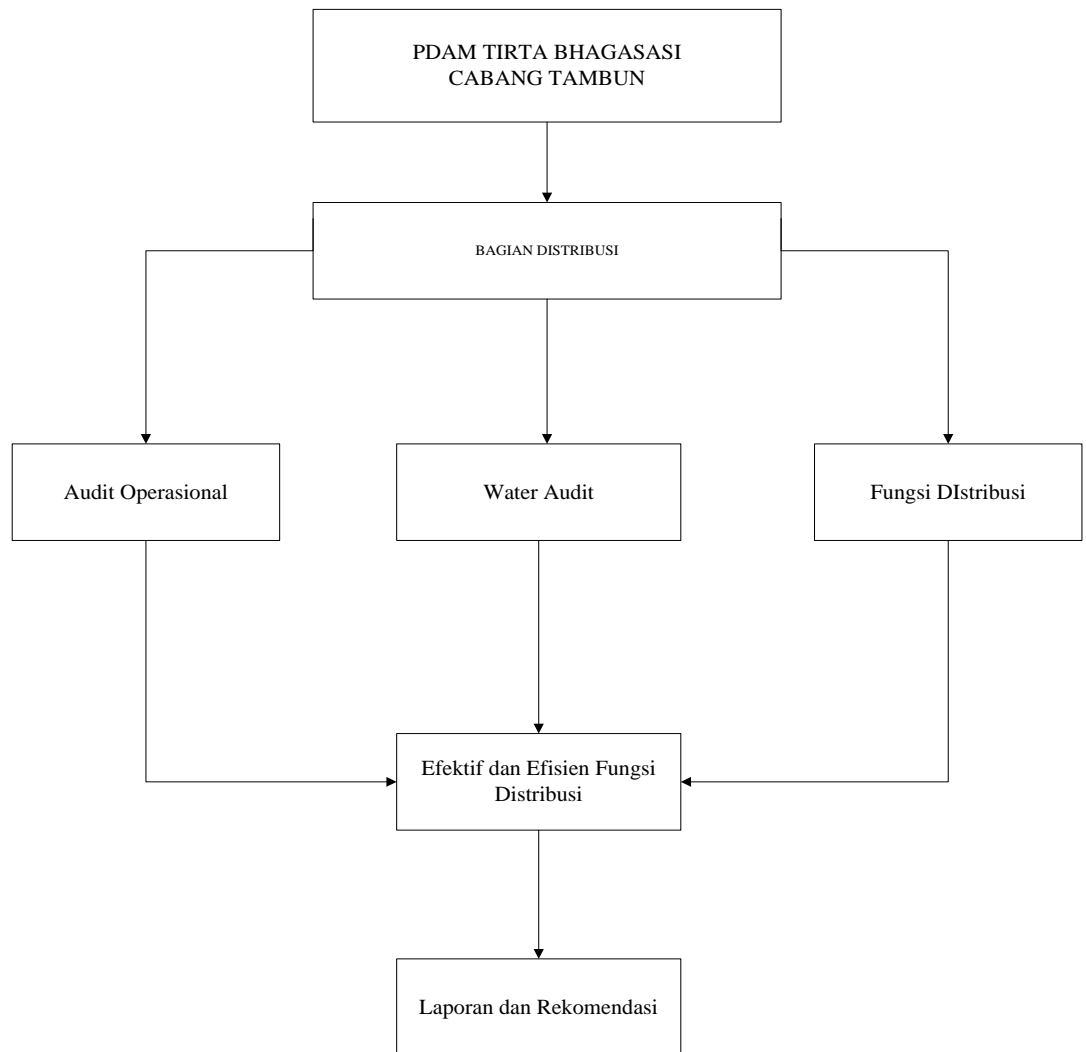 PDAM TIRTA BHAGASASI
CABANG TAMBUN
BAGIAN DISTRIBUSI
Audit Operasional
Water Audit
Fungsi DIstribusi
Efektif dan Efisien Fungsi
Distribusi
Laporan dan Rekomendasi